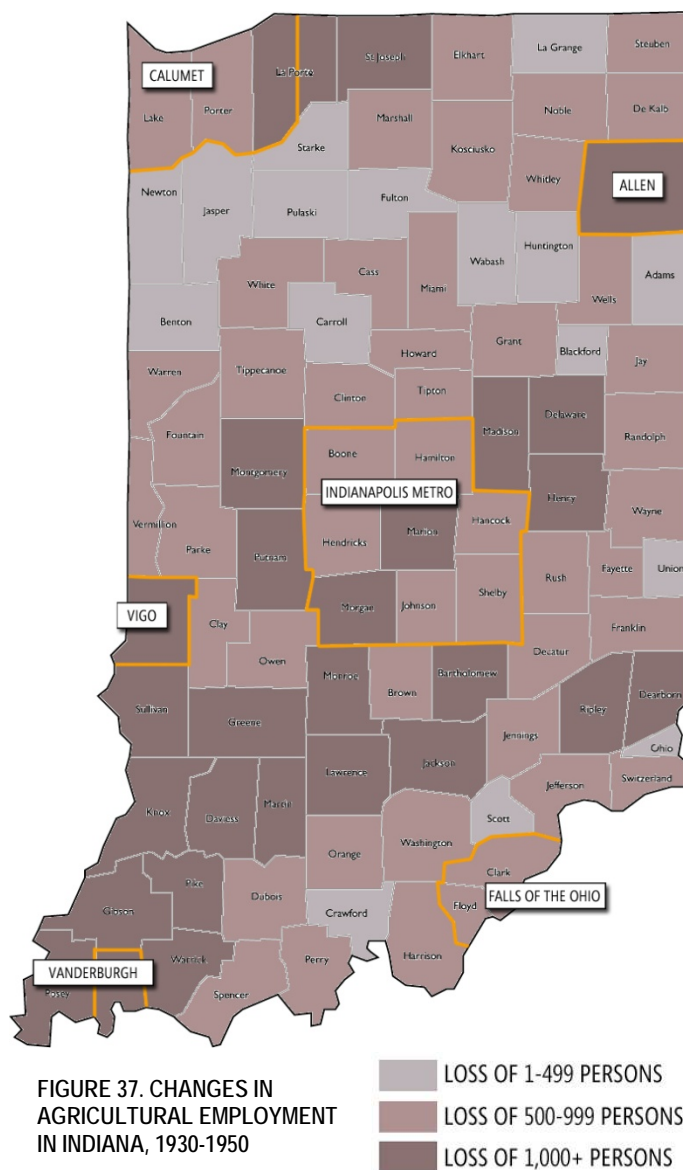 La Grange
Steuben
Elkhart
St Joseph
La Porte
CALUMET
Porter
Lake
Noble
De Kalb
Marshall
Starke
Kosciusko
Whitley
ALLEN
Newton
Jasper
Pulaski
Fulton
Wabash
Huntington
Adams
White
Cass
Miami
Wells
Benton
Carroll
Grant
Blackford
Jay
Howard
Warren
Tippecanoe
Clinton
Tipton
Madison
Delaware
Randolph
Fountain
Montgomery
Boone
Hamilton
INDIANAPOLIS METRO
Henry
Wayne
Vermillion
Parke
Putnam
Hendricks
Marion
Hancock
Rush
Fayette
Union
VIGO
Clay
Owen
Morgan
Johnson
Shelby
Franklin
Decatur
Sullivan
Greene
Monroe
Brown
Bartholomew
Ripley
Dearborn
Jennings
Ohio
Switzerland
Jefferson
Knox
Daviess
Martin
Lawrence
Jackson
Scott
Washington
Orange
Clark
Floyd
FALLS OF THE OHIO
Gibson
Pike
Dubois
Crawford
Harrison
VANDERBURGH
Posey
Warrick
Spencer
Perry
FIGURE 37. CHANGES IN
AGRICULTURAL EMPLOYMENT
IN INDIANA, 1930-1950
LOSS OF 1-499 PERSONS
LOSS OF 500-999 PERSONS
LOSS OF 1,000+ PERSONS